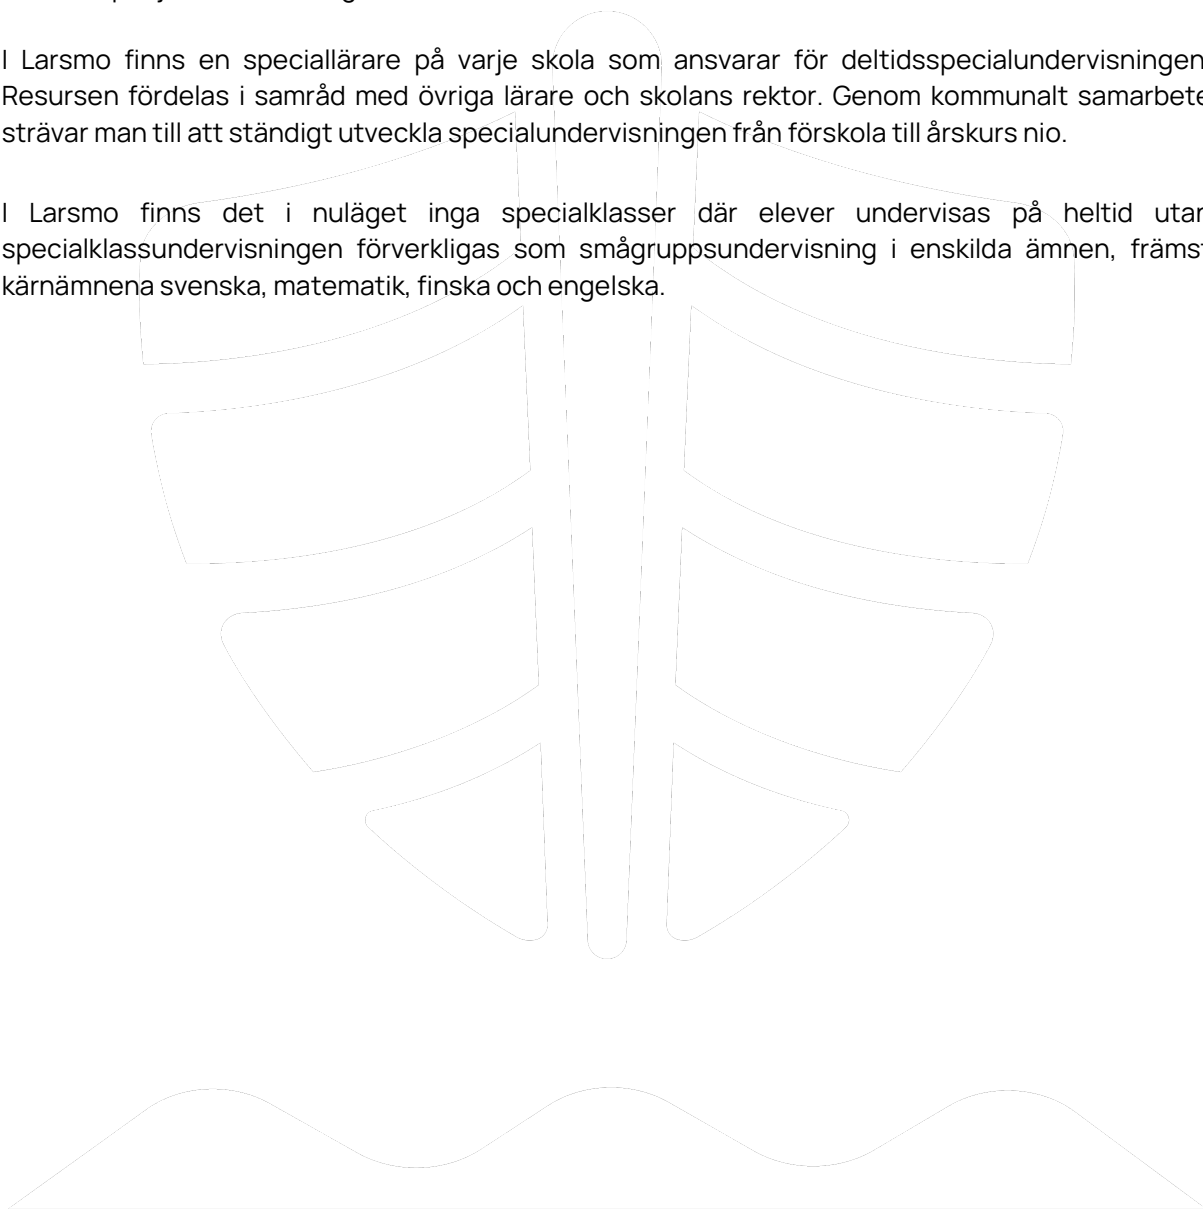 I Larsmo finns en speciallärare på varje skola som ansvarar för deltidsspecialundervisningen
Resursen fördelas i samråd med övriga lärare och skolans rektor. Genom kommunalt samarbete
strävar man till att ständigt utveckla specialundervisningen från förskola till årskurs nio.
I Larsmo finns det i nuläget inga specialklasser där elever undervisas på heltid utan
specialklassundervisningen förverkligas som smågruppsundervisning i enskilda ämnen, främst
kärnämnena svenska, matematik, finska och engelska.